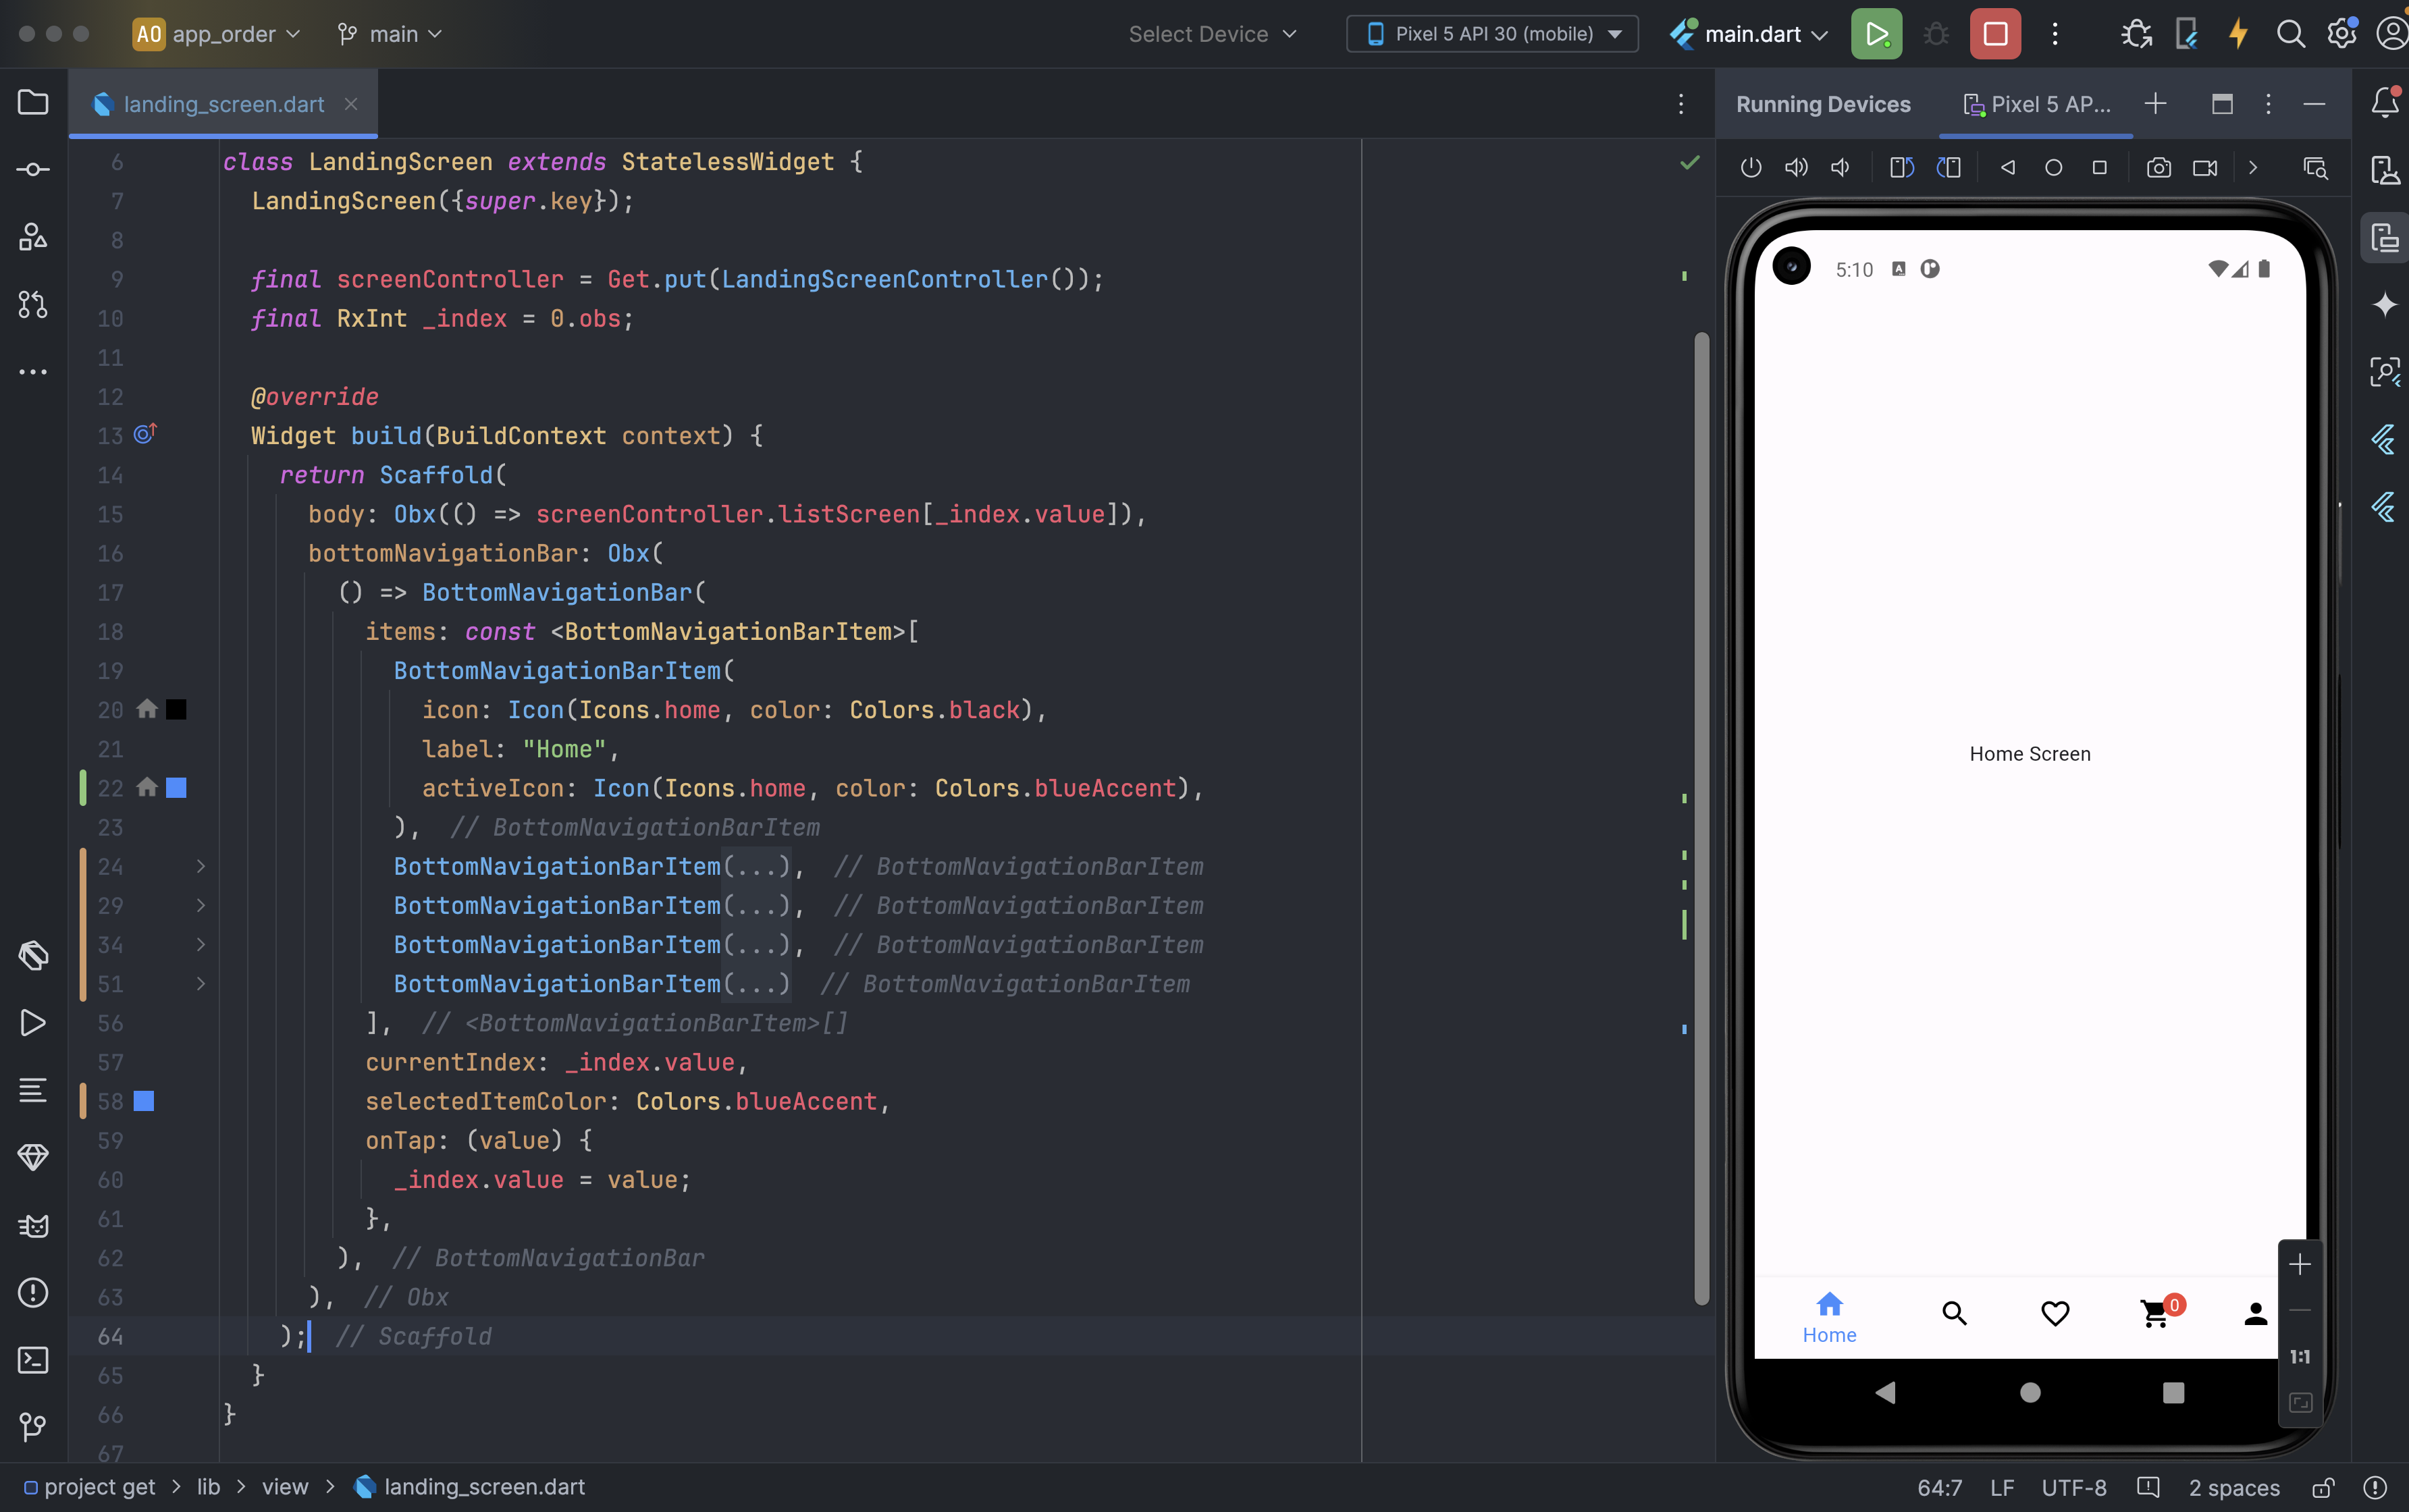 AO app_order main Select Device Pixel 5 API 30 (mobile) main.dart
landing_screen.dart
Running Devices Pixel 5 AP...
6 class LandingScreen extends StatelessWidget {
7 LandingScreen({super.key});
8
9 final screenController = Get.put(LandingScreenController());
10 final RxInt _index = 0.obs;
11
12 @override
13 Widget build(BuildContext context) {
14 return Scaffold(
15 body: Obx(() => screenController.listScreen[_index.value]),
16 bottomNavigationBar: Obx(
17 () => BottomNavigationBar(
18 items: const <BottomNavigationBarItem>[
19 BottomNavigationBarItem(
20 icon: Icon(Icons.home, color: Colors.black),
21 label: "Home",
22 activeIcon: Icon(Icons.home, color: Colors.blueAccent),
23 ), // BottomNavigationBarItem
24 BottomNavigationBarItem(...), // BottomNavigationBarItem
29 BottomNavigationBarItem(...), // BottomNavigationBarItem
34 BottomNavigationBarItem(...), // BottomNavigationBarItem
51 BottomNavigationBarItem(...) // BottomNavigationBarItem
56 ], // <BottomNavigationBarItem>[]
57 currentIndex: _index.value,
58 selectedItemColor: Colors.blueAccent,
59 onTap: (value) {
60 _index.value = value;
61 },
62 ), // BottomNavigationBar
63 ), // Obx
64 ); // Scaffold
65 }
66 }
67
5:10 A
Home Screen
Home
0
1:1
project get > lib > view > landing_screen.dart
64:7 LF UTF-8 2 spaces